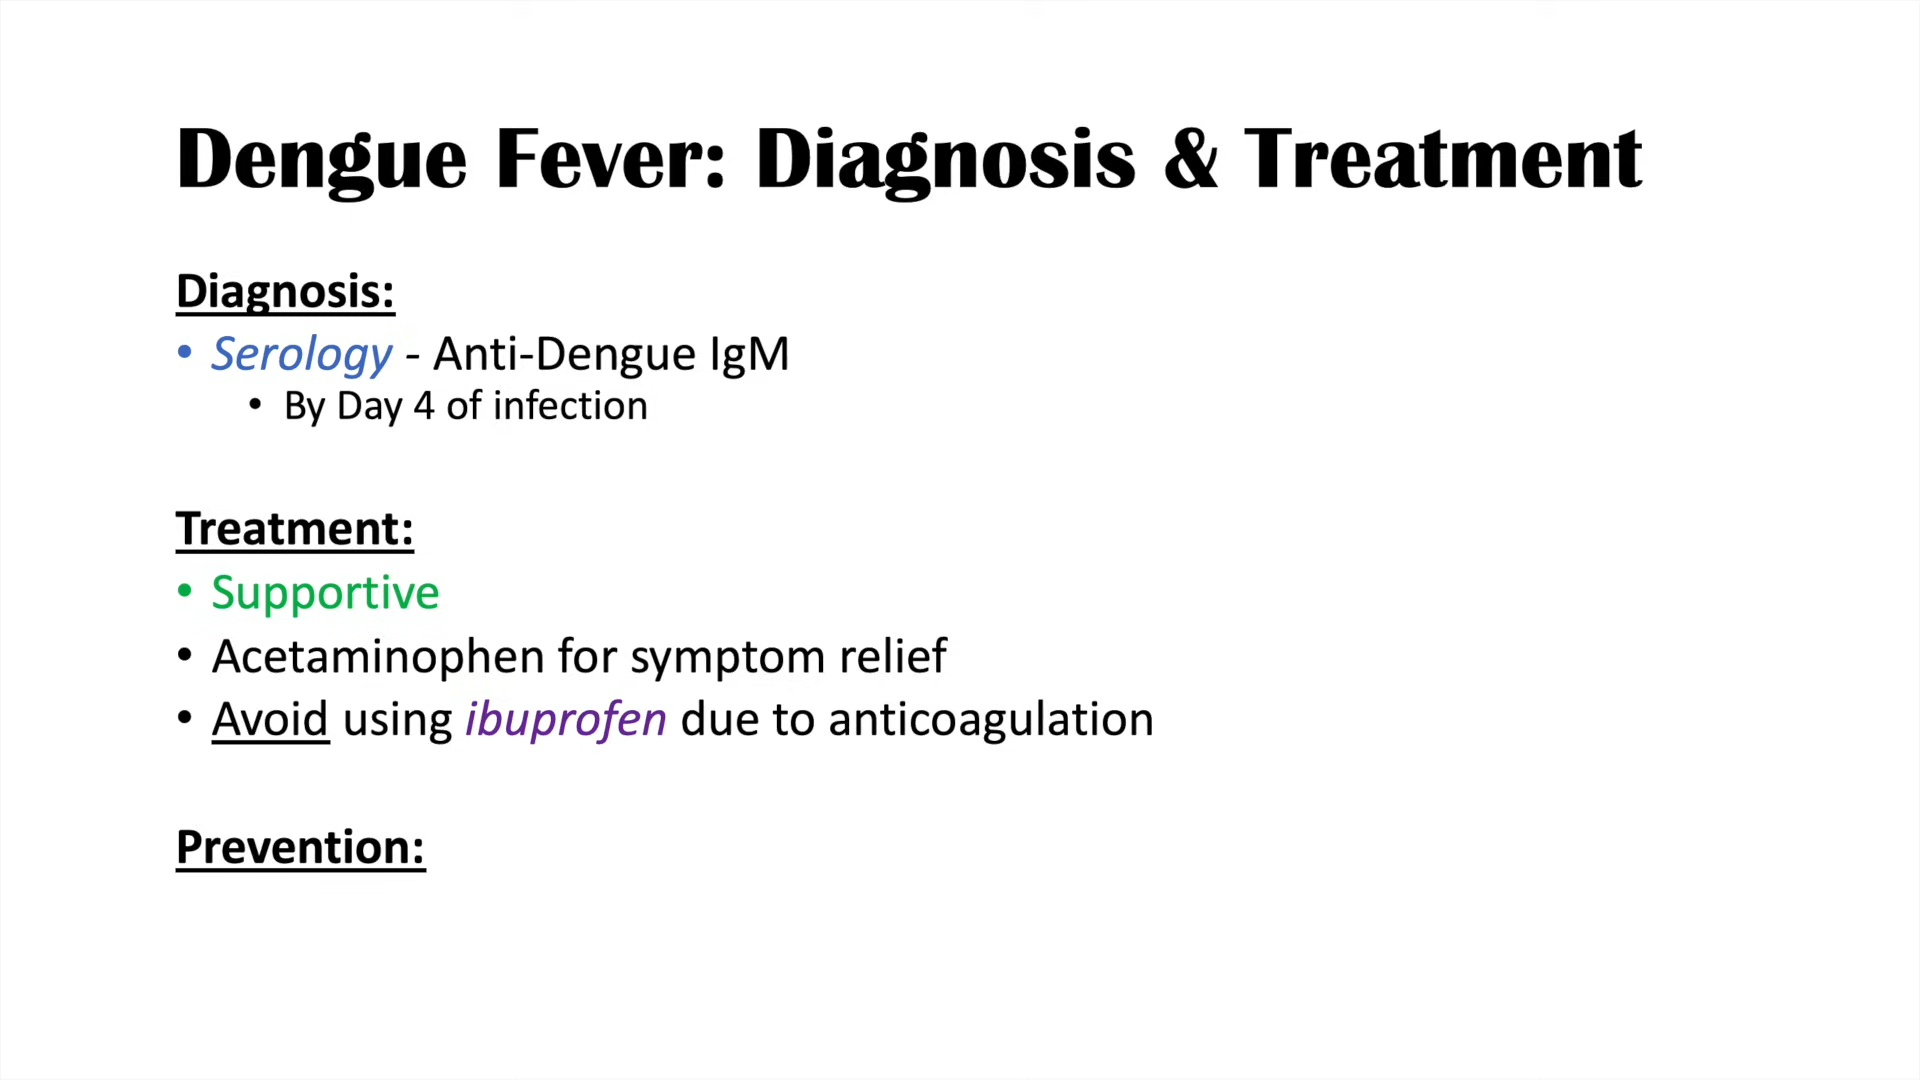 Dengue Fever: Diagnosis & Treatment
Diagnosis:
• Serology - Anti-Dengue IgM
• By Day 4 of infection
Treatment:
• Supportive
• Acetaminophen for symptom relief
• Avoid using ibuprofen due to anticoagulation
Prevention: